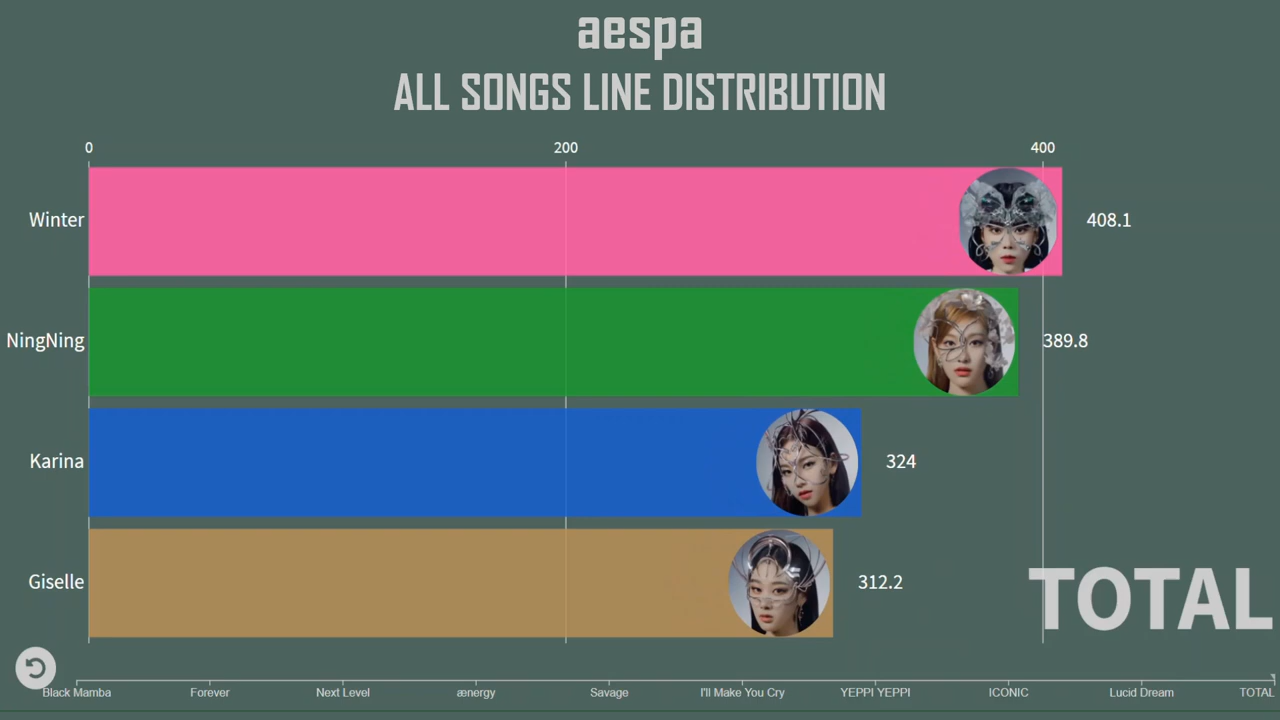 aespa
ALL SONGS LINE DISTRIBUTION
0 200 400
Winter 408.1
NingNing 389.8
Karina 324
Giselle 312.2
TOTAL
Black Mamba Forever Next Level ænergy Savage I'll Make You Cry YEPPI YEPPI ICONIC Lucid Dream TOTAL